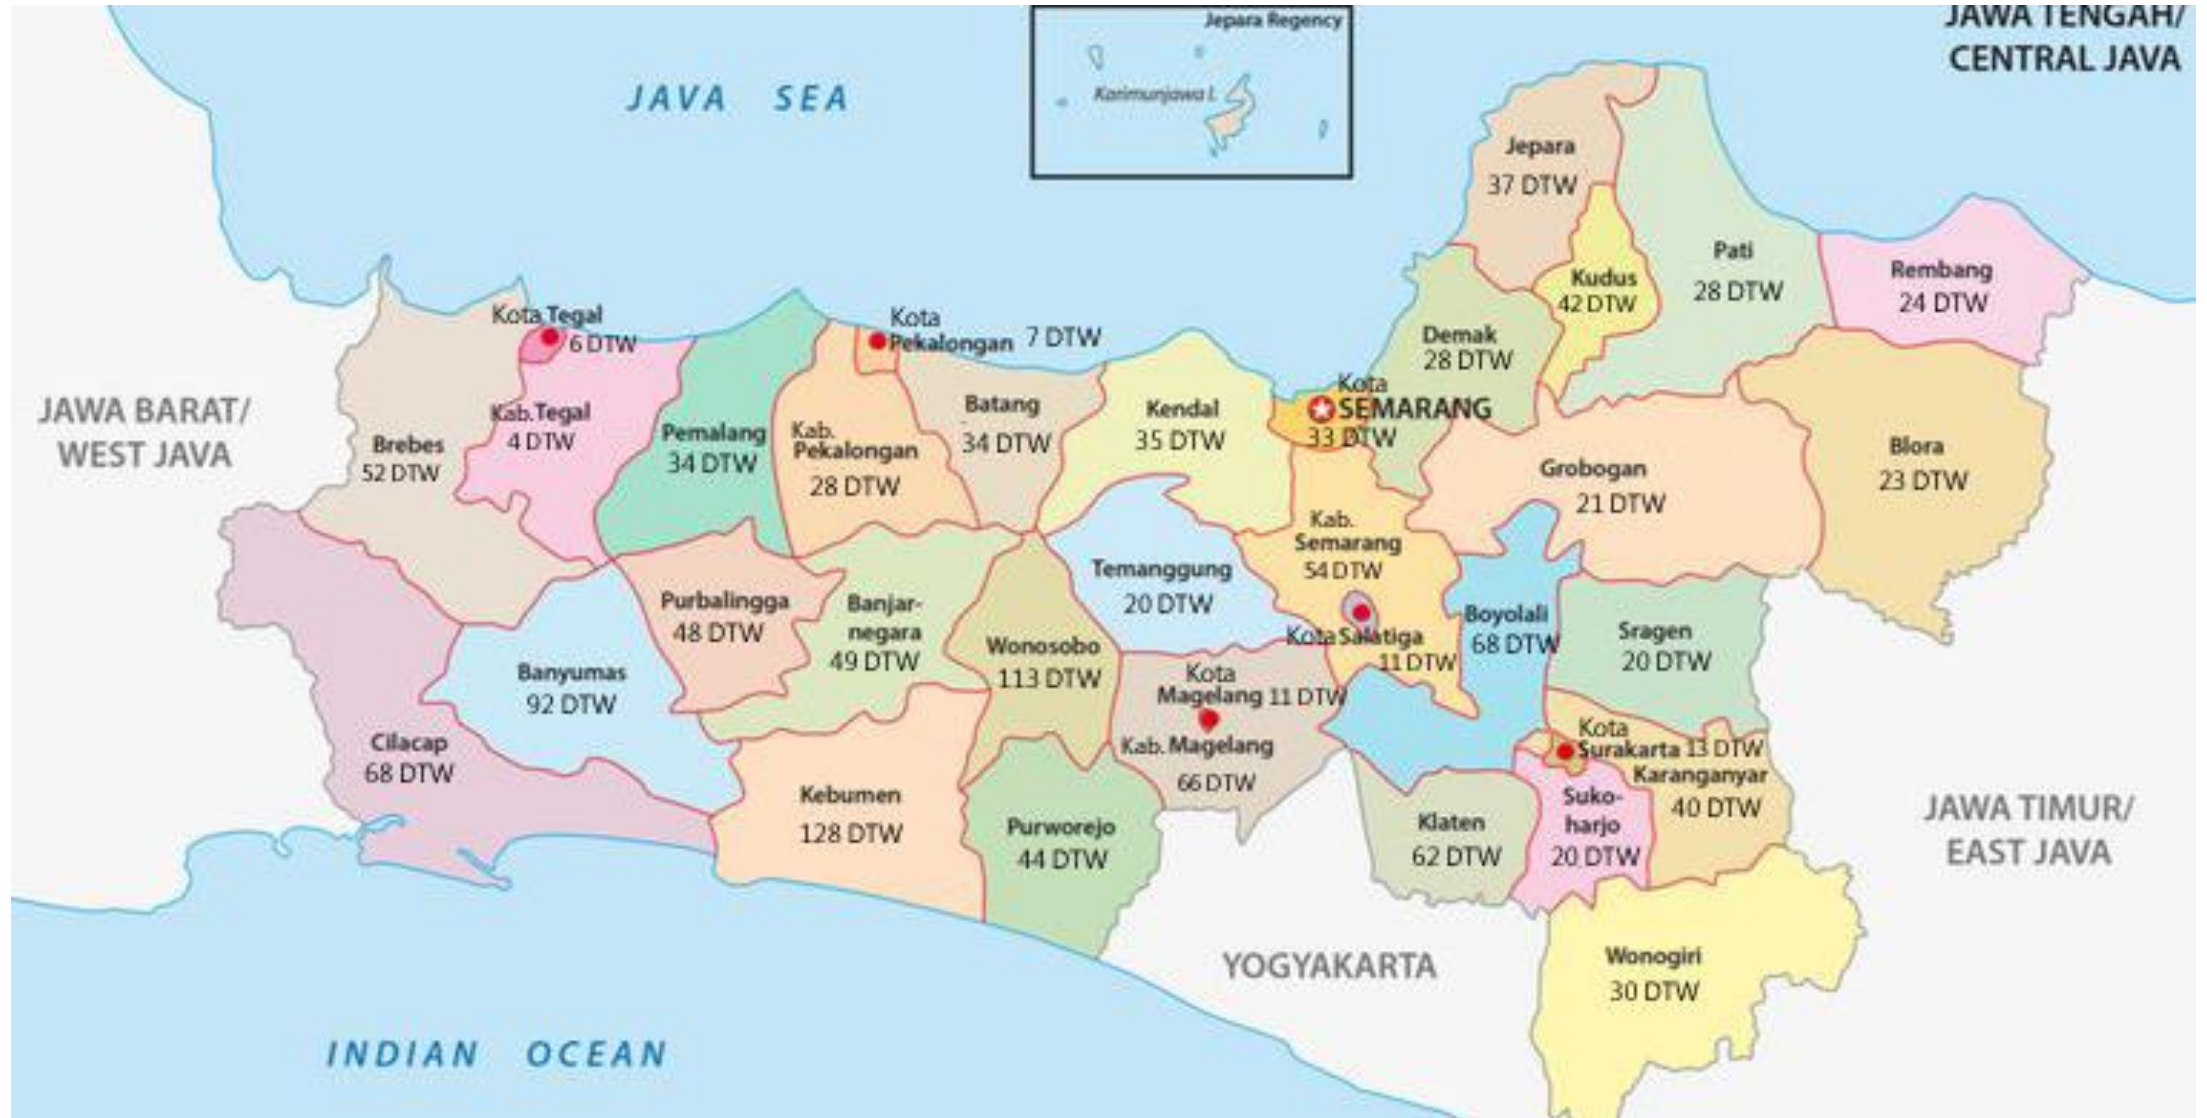 Jepara Regency
Karimunjawa I.
JAWA TENGAH/
CENTRAL JAVA
JAVA SEA
Jepara
37 DTW
Pati
28 DTW
Kudus
42 DTW
Rembang
24 DTW
Kota Tegal
6 DTW
Kota
Pekalongan 7 DTW
Demak
28 DTW
Kota
SEMARANG
33 DTW
JAWA BARAT/
WEST JAVA
Brebes
52 DTW
Kab. Tegal
4 DTW
Pemalang
34 DTW
Kab.
Pekalongan
28 DTW
Batang
34 DTW
Kendal
35 DTW
Grobogan
21 DTW
Blora
23 DTW
Kab.
Semarang
54 DTW
Temanggung
20 DTW
Purbalingga
48 DTW
Banjar-
negara
49 DTW
Wonosobo
113 DTW
Kota Salatiga
11 DTW
Boyolali
68 DTW
Sragen
20 DTW
Banyumas
92 DTW
Kota
Magelang 11 DTW
Kab. Magelang
66 DTW
Cilacap
68 DTW
Kota
Surakarta 13 DTW
Karanganyar
40 DTW
Kebumen
128 DTW
Purworejo
44 DTW
Klaten
62 DTW
Suko-
harjo
20 DTW
JAWA TIMUR/
EAST JAVA
YOGYAKARTA
Wonogiri
30 DTW
INDIAN OCEAN